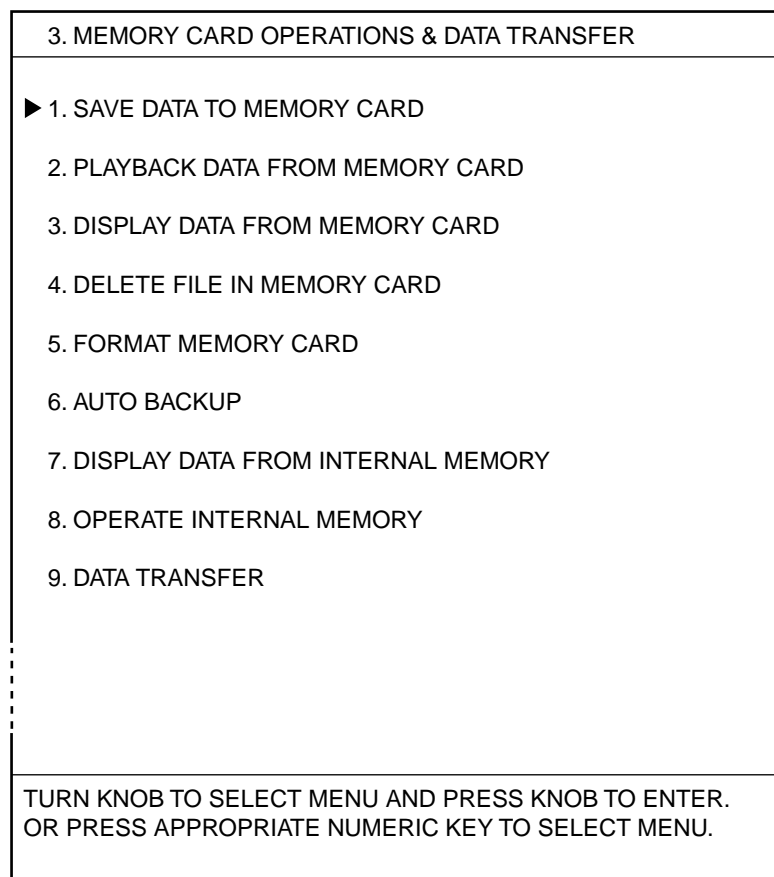 3. MEMORY CARD OPERATIONS & DATA TRANSFER
▶ 1. SAVE DATA TO MEMORY CARD
2. PLAYBACK DATA FROM MEMORY CARD
3. DISPLAY DATA FROM MEMORY CARD
4. DELETE FILE IN MEMORY CARD
5. FORMAT MEMORY CARD
6. AUTO BACKUP
7. DISPLAY DATA FROM INTERNAL MEMORY
8. OPERATE INTERNAL MEMORY
9. DATA TRANSFER
TURN KNOB TO SELECT MENU AND PRESS KNOB TO ENTER.
OR PRESS APPROPRIATE NUMERIC KEY TO SELECT MENU.